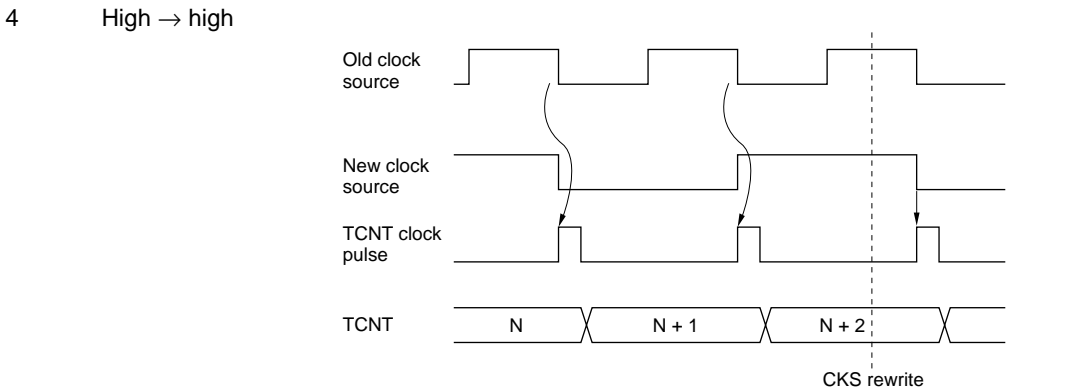 4 High → high
Old clock
source
New clock
source
TCNT clock
pulse
TCNT N N + 1 N + 2
CKS rewrite